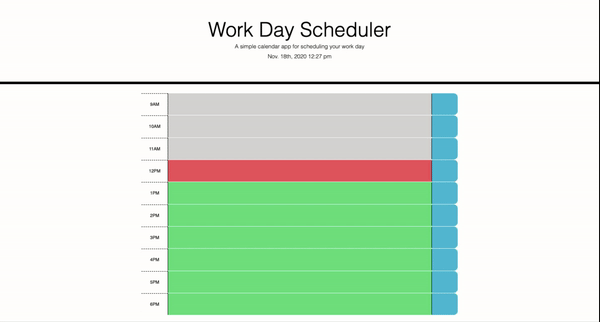 Work Day Scheduler
A simple calendar app for scheduling your work day
Nov. 18th, 2020 12:27 pm
9AM
10AM
11AM
12PM
1PM
2PM
3PM
4PM
5PM
6PM